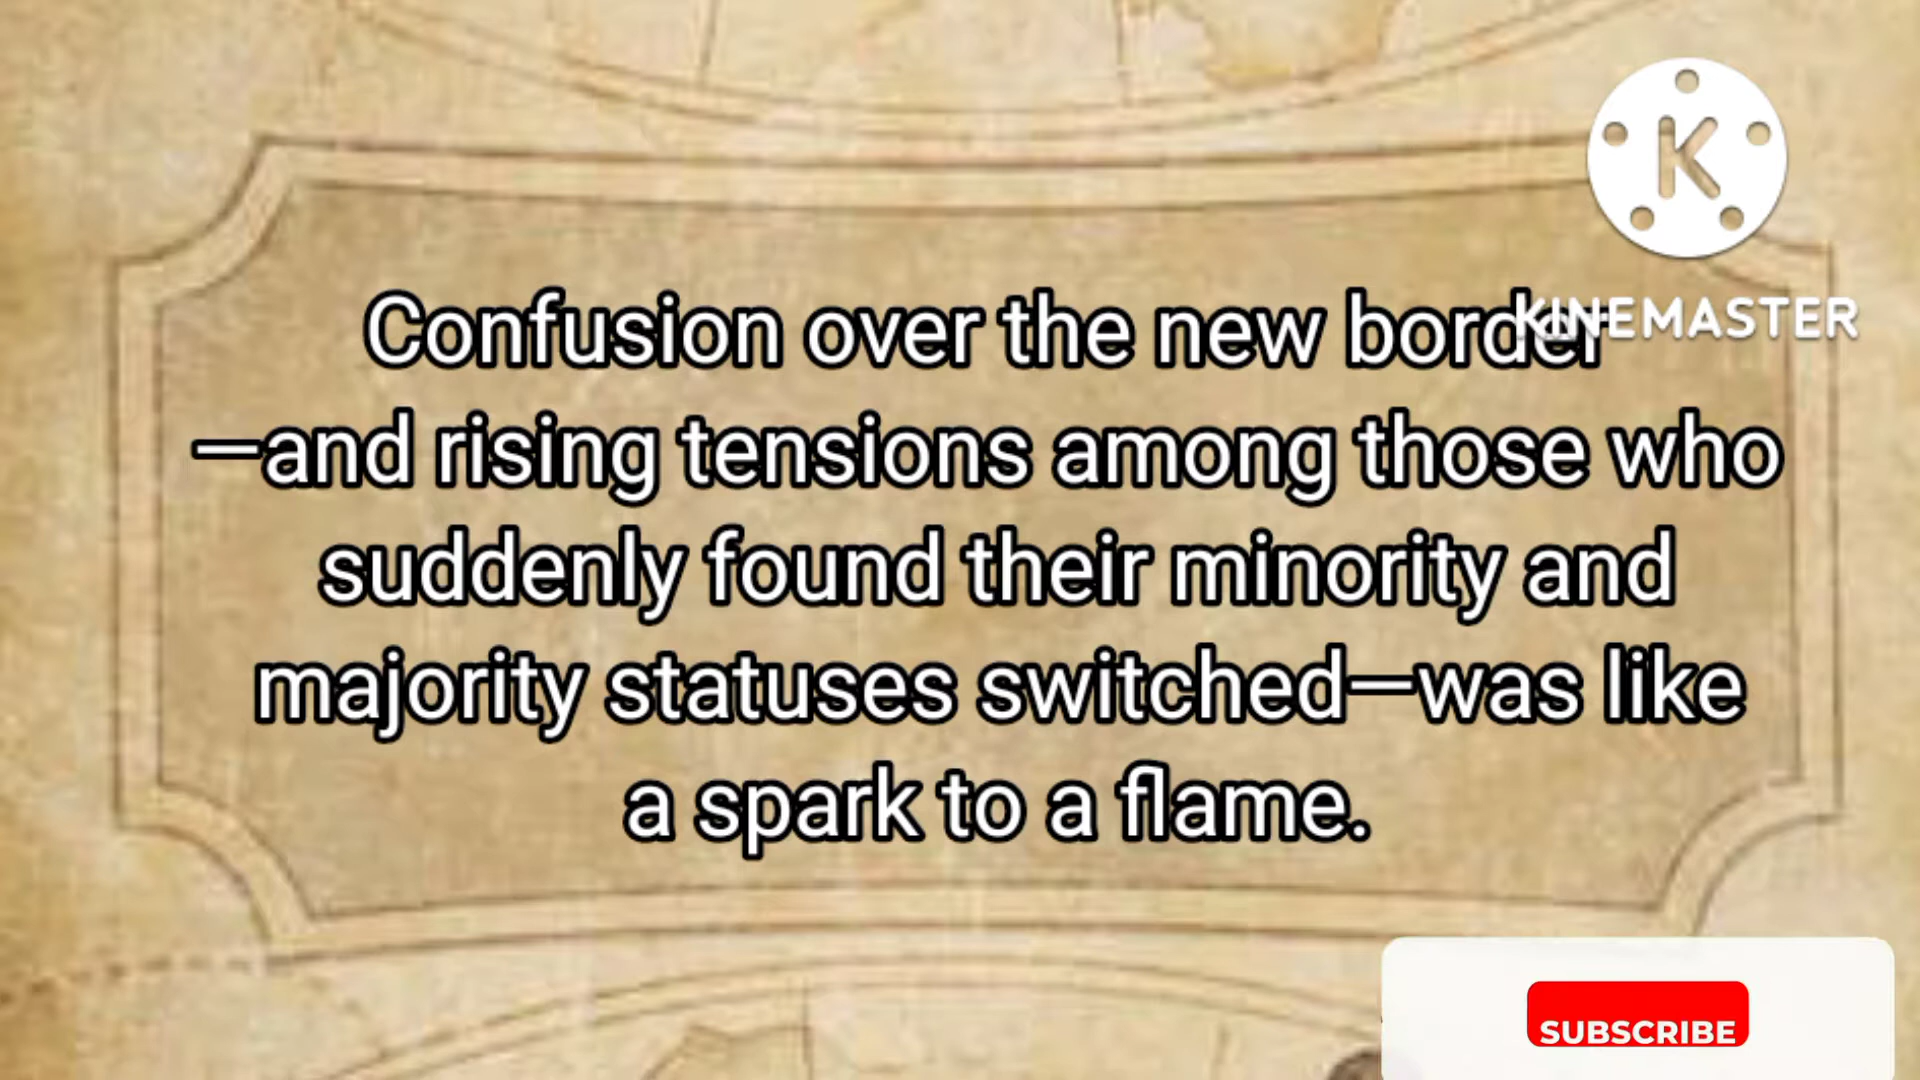 K
KINEMASTER
Confusion over the new border
—and rising tensions among those who
suddenly found their minority and
majority statuses switched—was like
a spark to a flame.
SUBSCRIBE